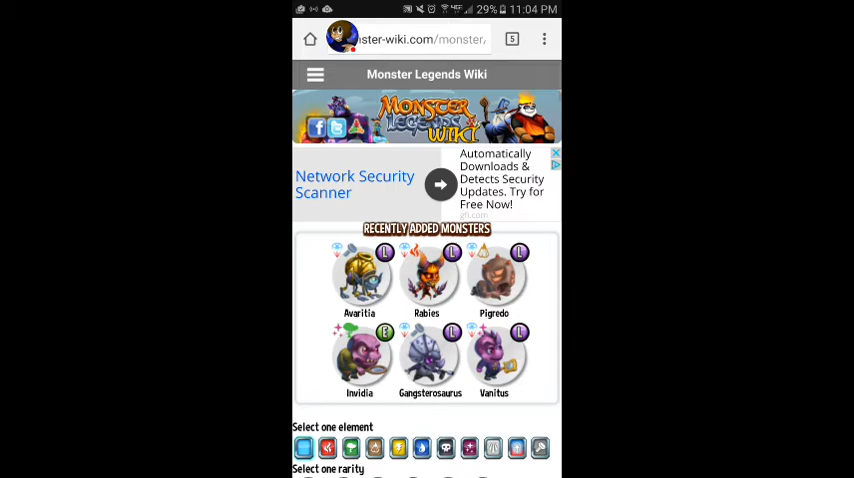 29% 11:04 PM
ster-wiki.com/monster/
5
Monster Legends Wiki
MONSTER
LEGENDS
WIKI
Network Security
Scanner
Automatically
Downloads &
Detects Security
Updates. Try for
Free Now!
gfi.com
RECENTLY ADDED MONSTERS
L L L
Avaritia Rabies Pigredo
E L L
Invidia Gangsterosaurus Vanitus
Select one element
Select one rarity